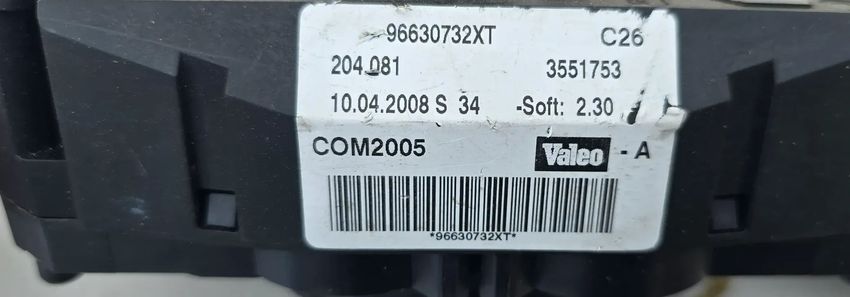 96630732XT C26
204.081 3551753
10.04.2008 S 34 -Soft: 2.30
COM2005 Valeo - A
*96630732XT*